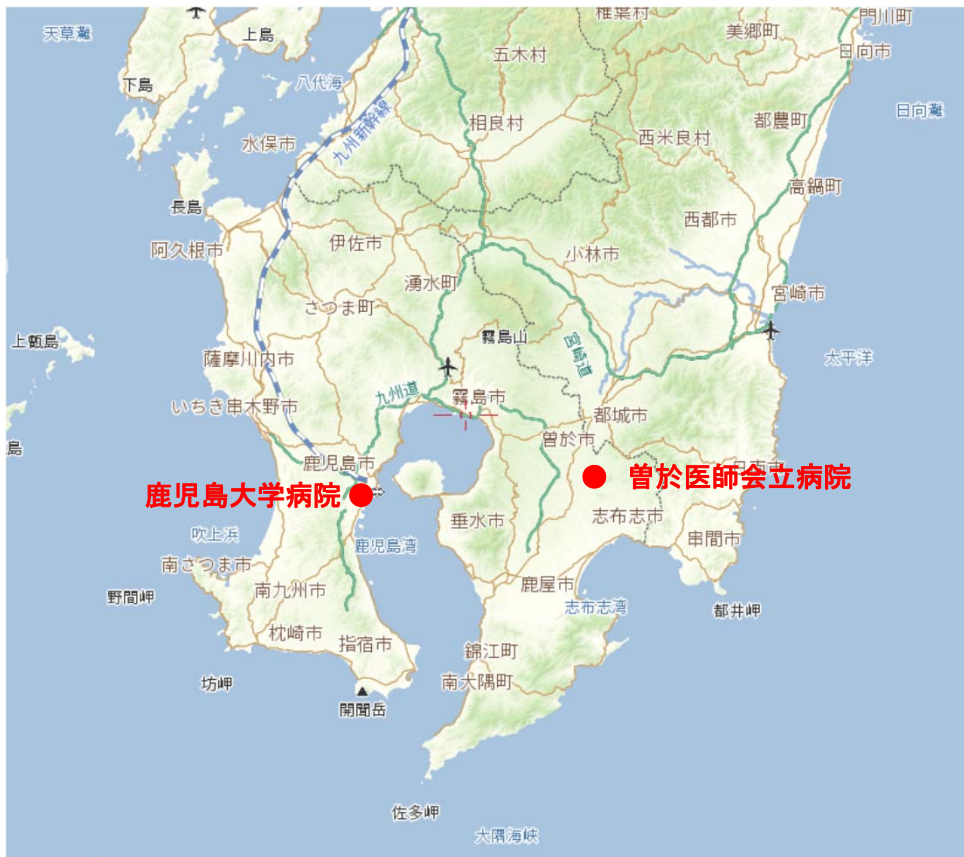 天草灘
上島
椎葉村
門川町
美郷町
日向市
五木村
下島
八代海
日向灘
九州新幹線
相良村
都農町
西米良村
水俣市
高鍋町
長島
西都市
伊佐市
阿久根市
小林市
湧水町
宮崎市
さつま町
霧島山
上甑島
宮崎道
太平洋
薩摩川内市
九州道
霧島市
いちき串木野市
都城市
曽於市
島
鹿児島市
日南市
曽於医師会立病院
鹿児島大学病院
垂水市
志布志市
吹上浜
串間市
鹿児島湾
南さつま市
鹿屋市
南九州市
野間岬
志布志湾
都井岬
枕崎市
指宿市
錦江町
坊岬
南大隅町
開聞岳
佐多岬
大隅海峡